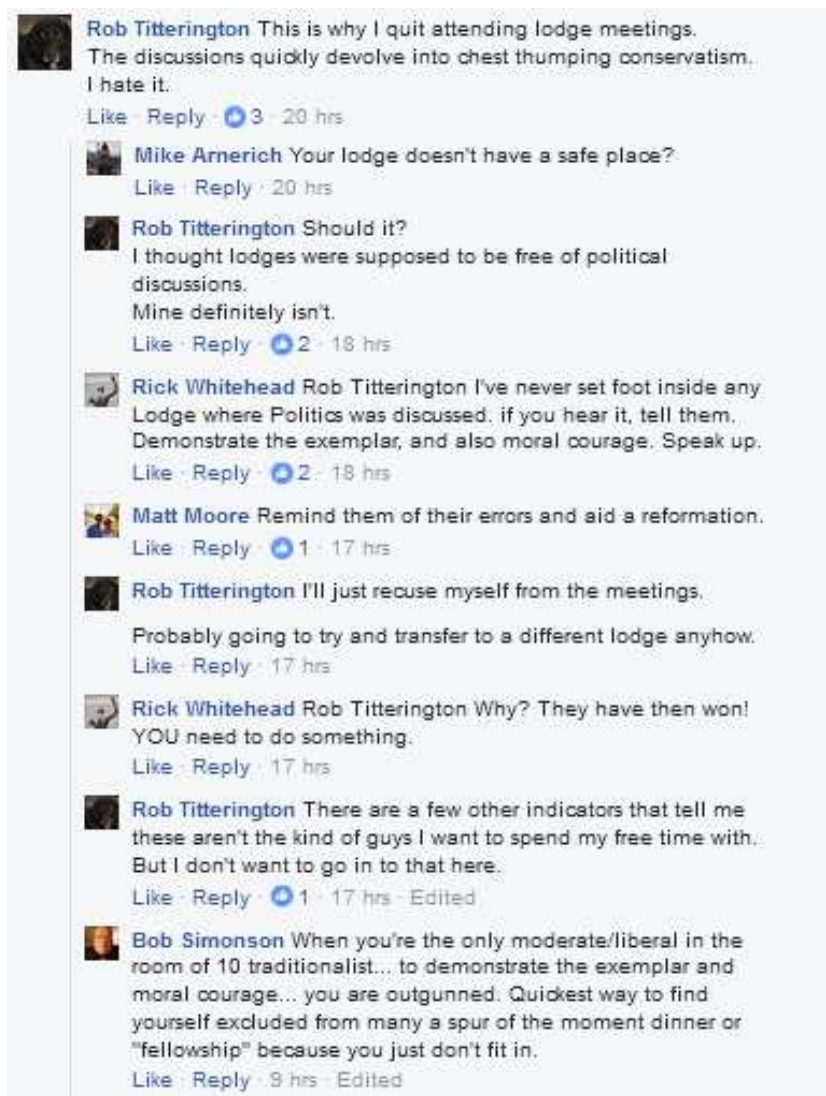 Rob Titterington This is why I quit attending lodge meetings.
The discussions quickly devolve into chest thumping conservatism.
I hate it.
Like · Reply · 3 · 20 hrs
Mike Arnerich Your lodge doesn't have a safe place?
Like · Reply · 20 hrs
Rob Titterington Should it?
I thought lodges were supposed to be free of political
discussions.
Mine definitely isn't.
Like · Reply · 2 · 18 hrs
Rick Whitehead Rob Titterington I've never set foot inside any
Lodge where Politics was discussed. if you hear it, tell them.
Demonstrate the exemplar, and also moral courage. Speak up.
Like · Reply · 2 · 18 hrs
Matt Moore Remind them of their errors and aid a reformation.
Like · Reply · 1 · 17 hrs
Rob Titterington I'll just recuse myself from the meetings.
Probably going to try and transfer to a different lodge anyhow.
Like · Reply · 17 hrs
Rick Whitehead Rob Titterington Why? They have then won!
YOU need to do something.
Like · Reply · 17 hrs
Rob Titterington There are a few other indicators that tell me
these aren't the kind of guys I want to spend my free time with.
But I don't want to go in to that here.
Like · Reply · 1 · 17 hrs · Edited
Bob Simonson When you're the only moderate/liberal in the
room of 10 traditionalist... to demonstrate the exemplar and
moral courage... you are outgunned. Quickest way to find
yourself excluded from many a spur of the moment dinner or
"fellowship" because you just don't fit in.
Like · Reply · 9 hrs · Edited